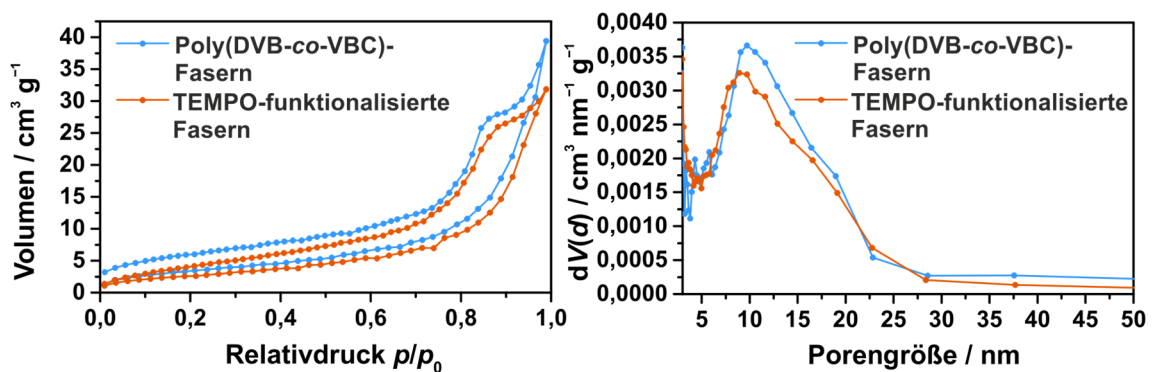 Poly(DVB-co-VBC)-
Fasern
TEMPO-funktionalisierte
Fasern
Volumen / cm³ g⁻¹
40
35
30
25
20
15
10
5
0
0,0
0,2
0,4
0,6
0,8
1,0
Relativdruck p/p₀
Poly(DVB-co-VBC)-
Fasern
TEMPO-funktionalisierte
Fasern
dV(d) / cm³ nm⁻¹ g⁻¹
0,0040
0,0035
0,0030
0,0025
0,0020
0,0015
0,0010
0,0005
0,0000
5
10
15
20
25
30
35
40
45
50
Porengröße / nm